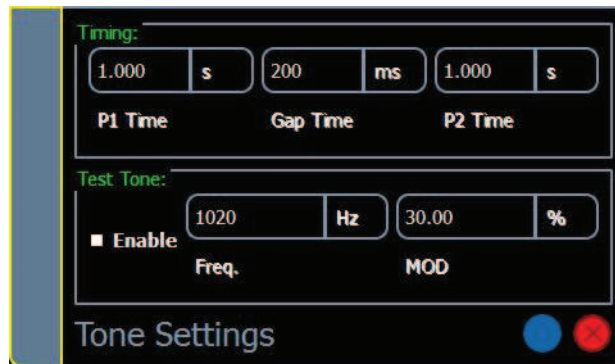 Timing:
1.000 s 200 ms 1.000 s
P1 Time Gap Time P2 Time
Test Tone:
1020 Hz 30.00 %
Enable
Freq. MOD
Tone Settings